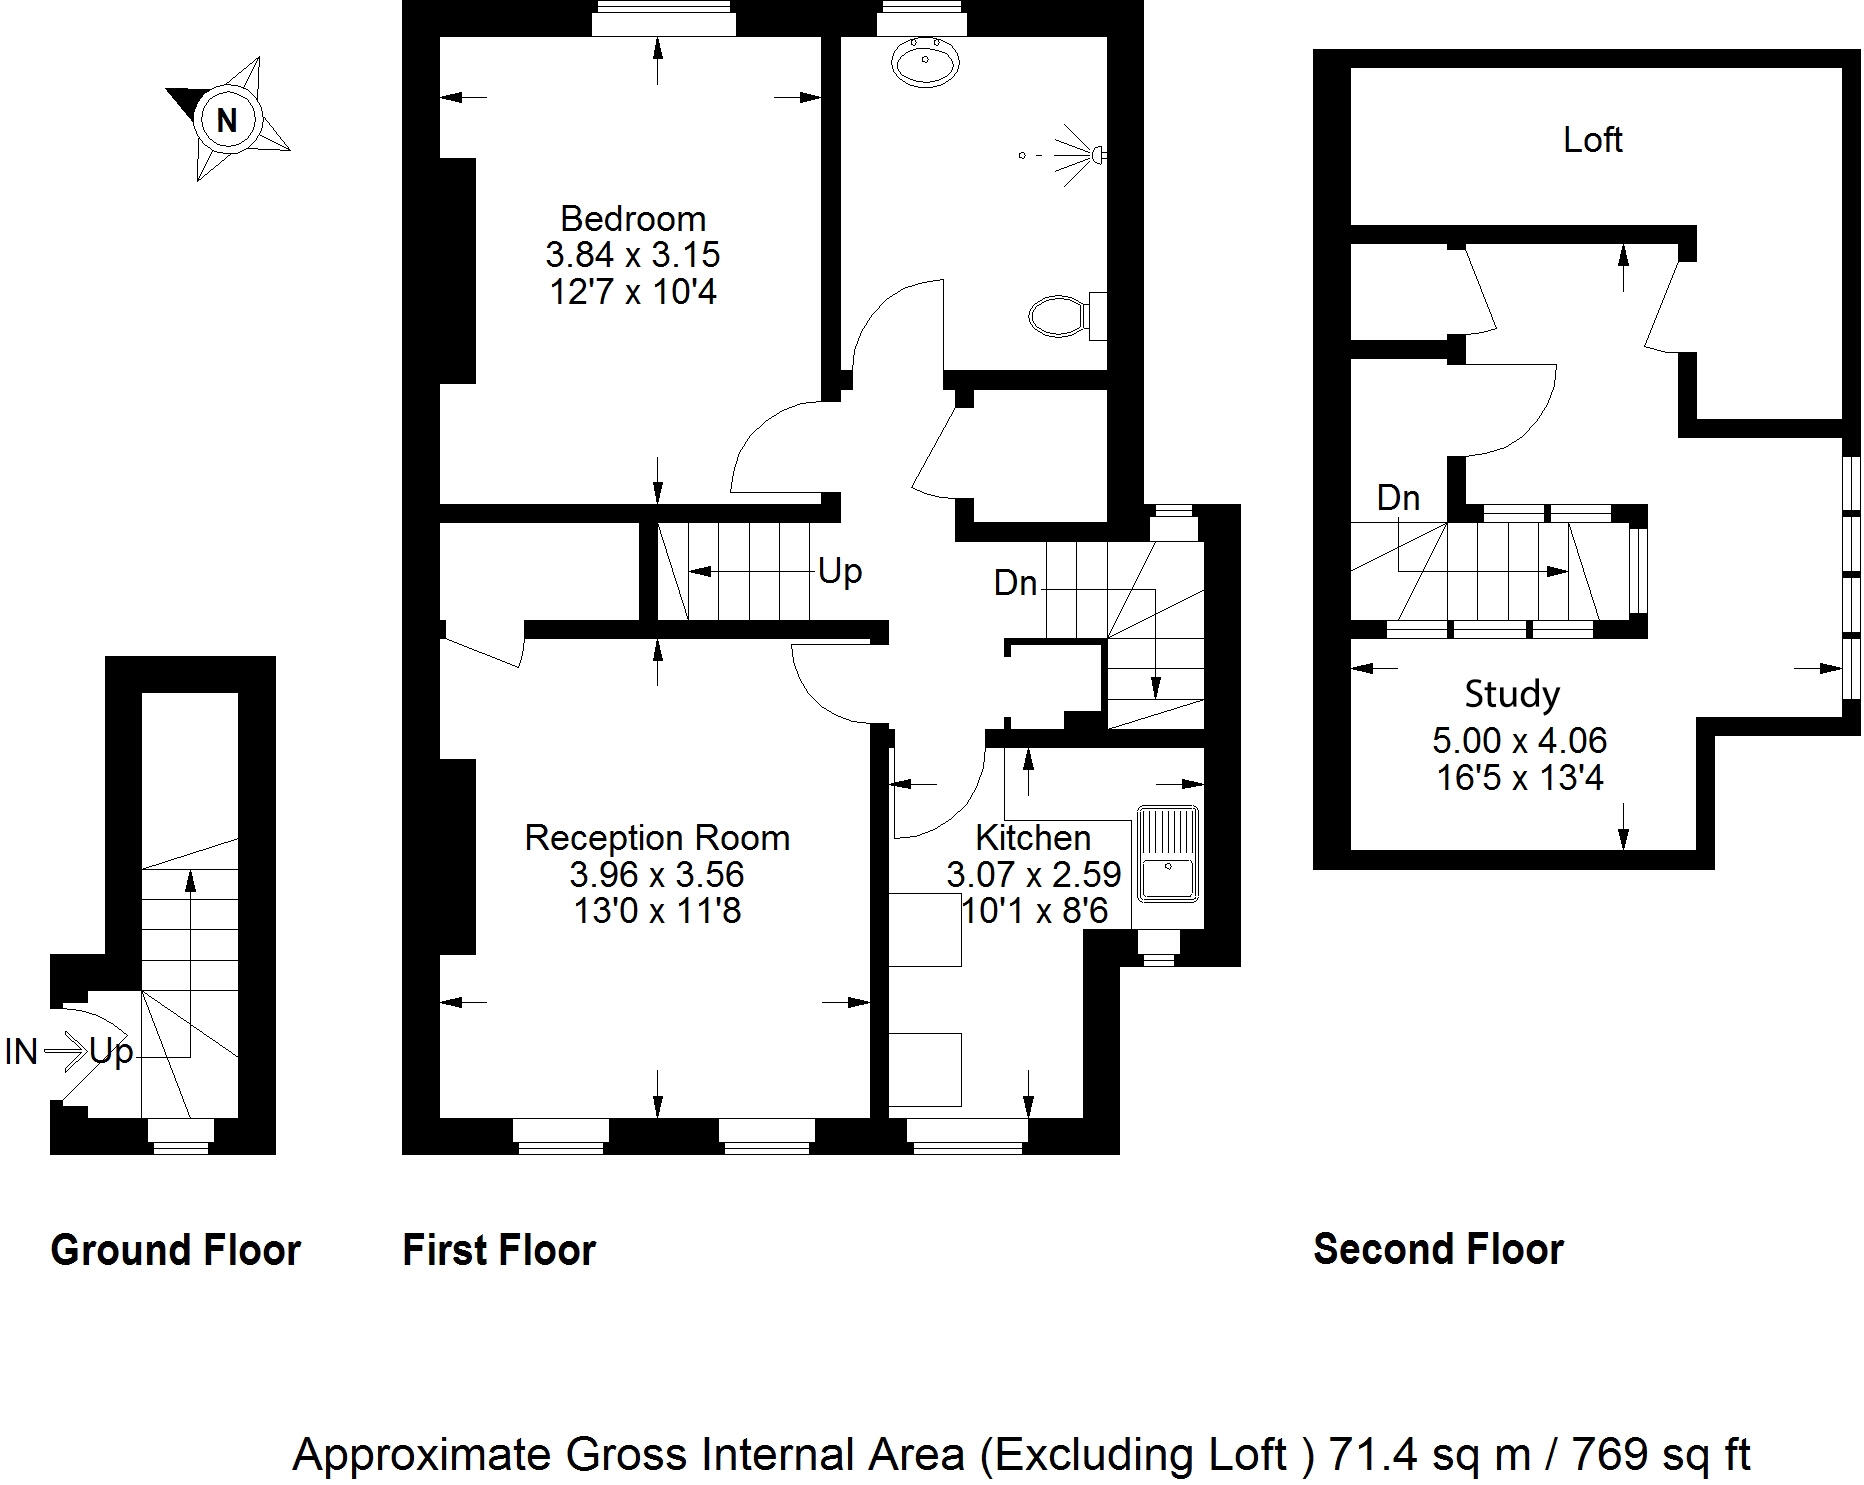 N
IN
Up
Ground Floor
Bedroom
3.84 x 3.15
12'7 x 10'4
Up
Dn
Reception Room
3.96 x 3.56
13'0 x 11'8
Kitchen
3.07 x 2.59
10'1 x 8'6
First Floor
Loft
Dn
Study
5.00 x 4.06
16'5 x 13'4
Second Floor
Approximate Gross Internal Area (Excluding Loft ) 71.4 sq m / 769 sq ft